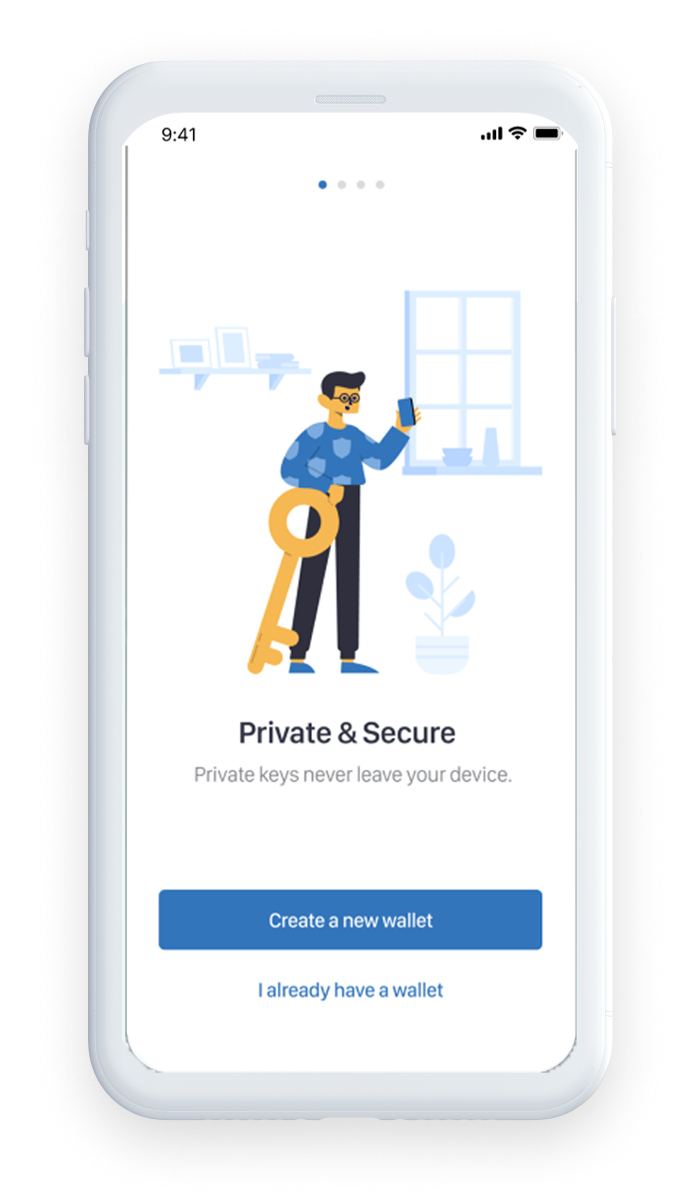 9:41
Private & Secure
Private keys never leave your device.
Create a new wallet
I already have a wallet